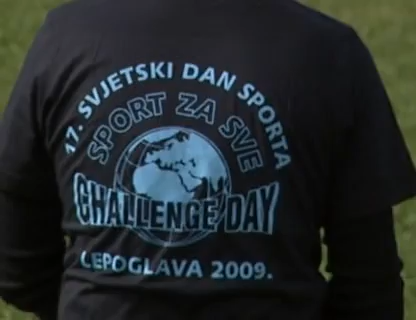 17. SVJETSKI DAN SPORTA
SPORT ZA SVE
CHALLENGE DAY
LEPOGLAVA 2009.